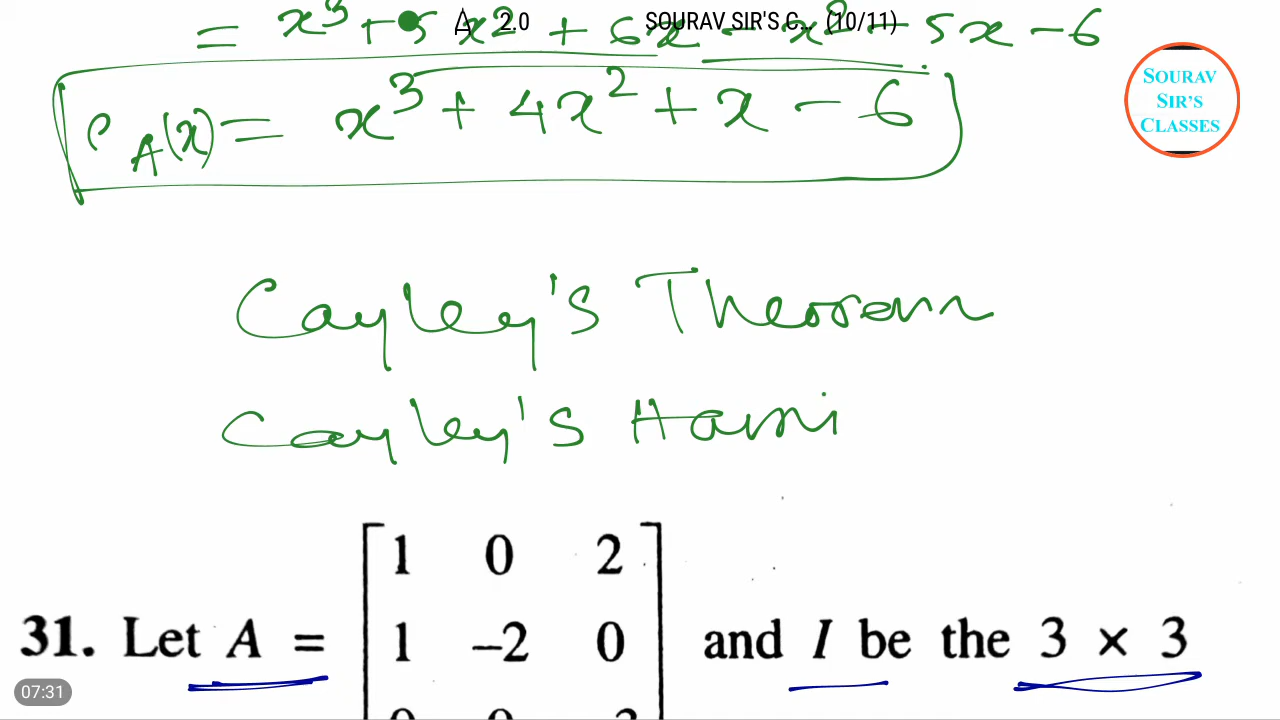 = x³ + 5x² + 6x - x² - 5x - 6
2.0 SOURAV SIR'S C... (10/11)
SOURAV
SIR'S
CLASSES
C_A(x) = x³ + 4x² + x - 6
Cayley's Theorem
Cayley's Hami
1 0 2
31. Let A = 1 -2 0 and I be the 3 × 3
07:31